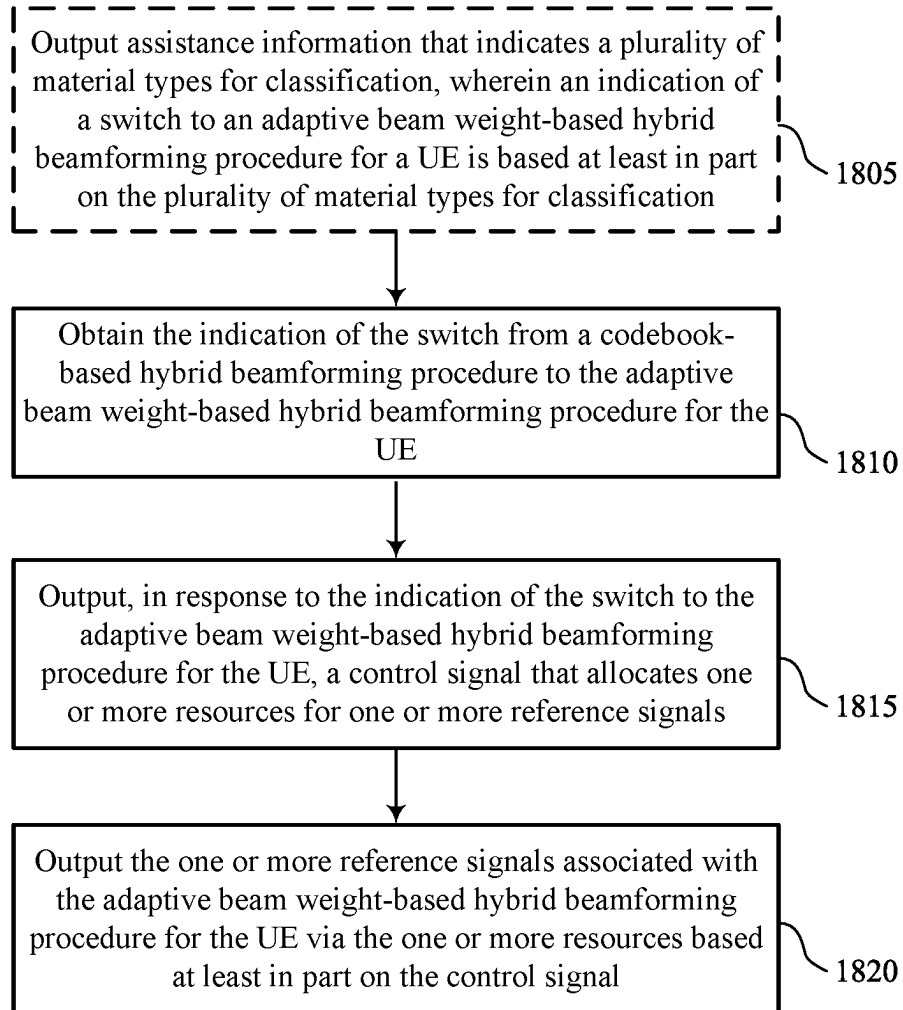 Output assistance information that indicates a plurality of
material types for classification, wherein an indication of
a switch to an adaptive beam weight-based hybrid
beamforming procedure for a UE is based at least in part
on the plurality of material types for classification
1805
Obtain the indication of the switch from a codebook-
based hybrid beamforming procedure to the adaptive
beam weight-based hybrid beamforming procedure for the
UE
1810
Output, in response to the indication of the switch to the
adaptive beam weight-based hybrid beamforming
procedure for the UE, a control signal that allocates one
or more resources for one or more reference signals
1815
Output the one or more reference signals associated with
the adaptive beam weight-based hybrid beamforming
procedure for the UE via the one or more resources based
at least in part on the control signal
1820